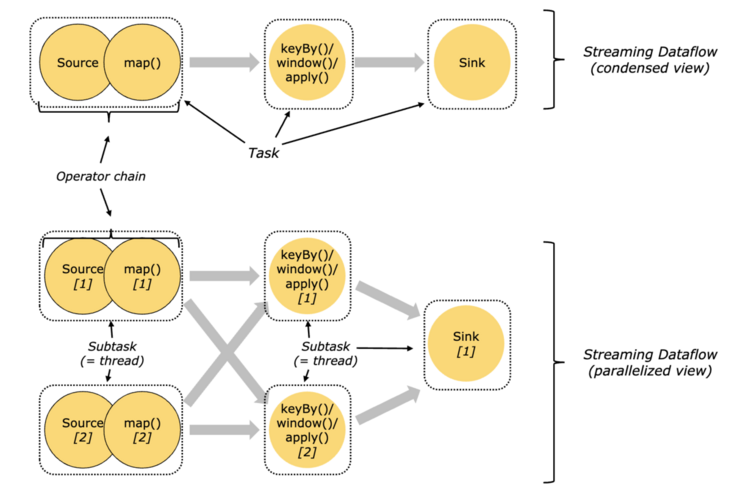 Source
map()
keyBy()/
window()/
apply()
Sink
Streaming Dataflow
(condensed view)
Task
Operator chain
Source
[1]
map()
[1]
keyBy()/
window()/
apply()
[1]
Subtask
(= thread)
Subtask
(= thread)
Sink
[1]
Streaming Dataflow
(parallelized view)
Source
[2]
map()
[2]
keyBy()/
window()/
apply()
[2]